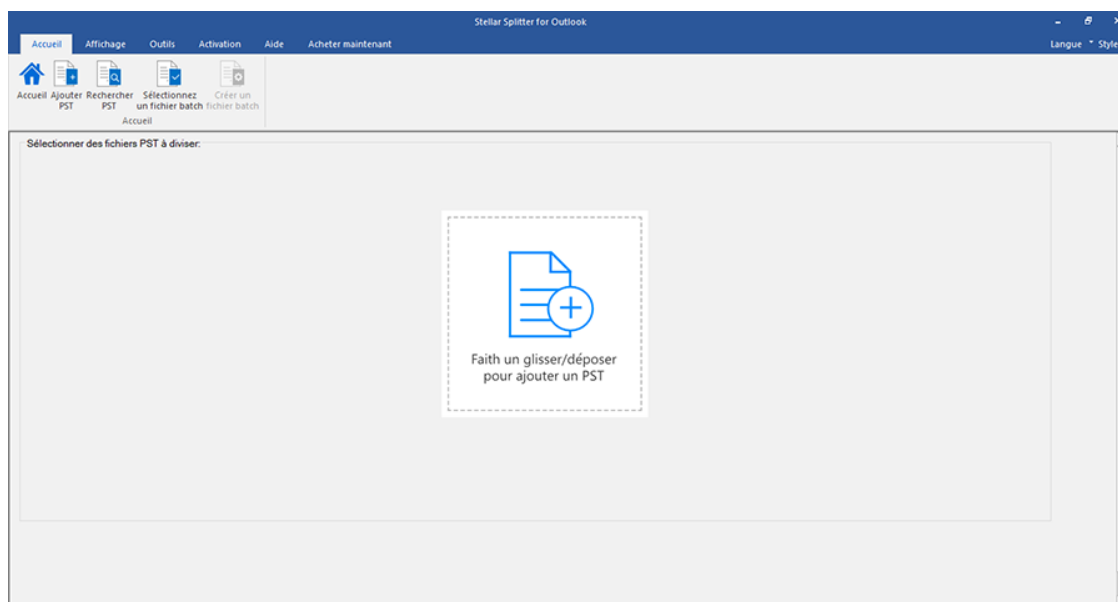 Stellar Splitter for Outlook
Accueil Affichage Outils Activation Aide Acheter maintenant Langue Style
Accueil Ajouter Rechercher Sélectionnez Créer un
PST PST un fichier batch fichier batch
Accueil
Sélectionner des fichiers PST à diviser:
Faith un glisser/déposer
pour ajouter un PST